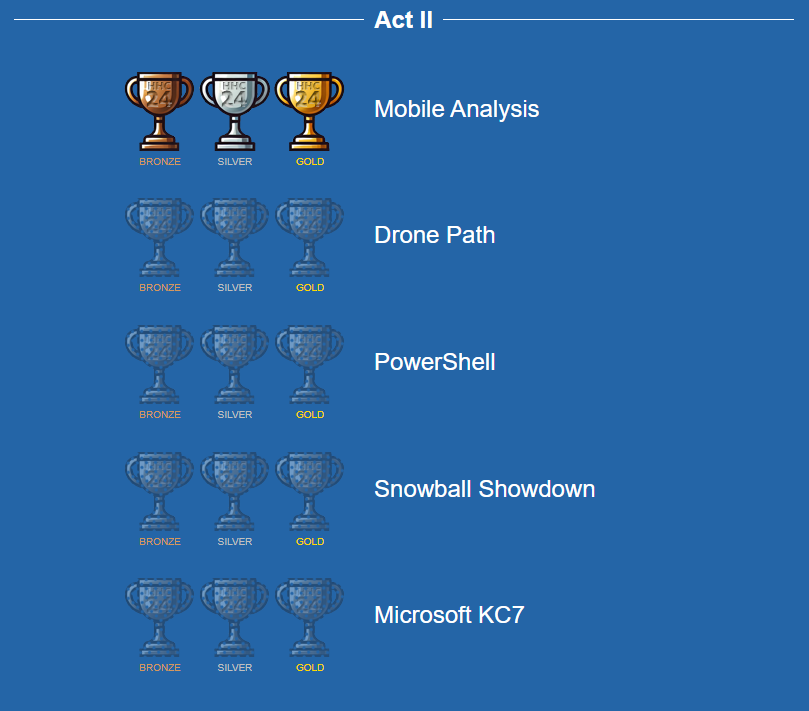 Act II
HHC HHC HHC
24 24 24
Mobile Analysis
BRONZE SILVER GOLD
HHC HHC HHC
24 24 24
Drone Path
BRONZE SILVER GOLD
HHC HHC HHC
24 24 24
PowerShell
BRONZE SILVER GOLD
HHC HHC HHC
24 24 24
Snowball Showdown
BRONZE SILVER GOLD
HHC HHC HHC
24 24 24
Microsoft KC7
BRONZE SILVER GOLD